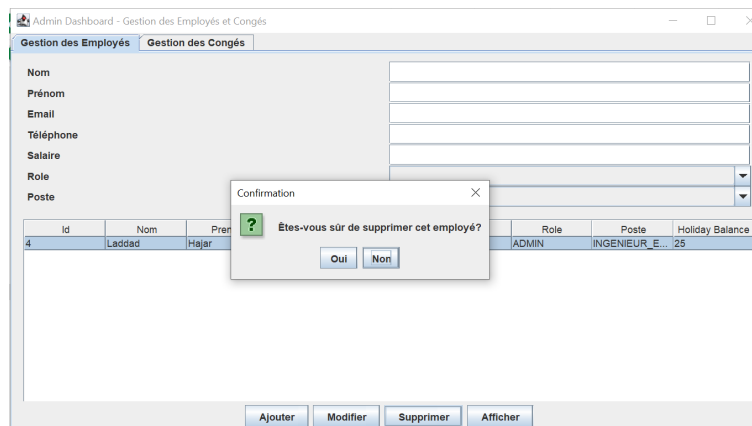 Admin Dashboard - Gestion des Employés et Congés
Gestion des Employés Gestion des Congés
Nom
Prénom
Email
Téléphone
Salaire
Role
Poste
Confirmation
? Êtes-vous sûr de supprimer cet employé?
Oui Non
Id Nom Role Poste Holiday Balance
4 Laddad Hajar ADMIN INGENIEUR_E... 25
Ajouter Modifier Supprimer Afficher